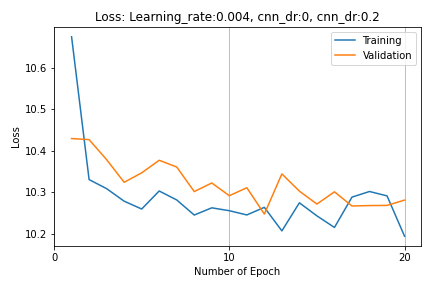 Loss: Learning_rate:0.004, cnn_dr:0, cnn_dr:0.2
Training
Validation
Loss
10.6
10.5
10.4
10.3
10.2
0
10
20
Number of Epoch